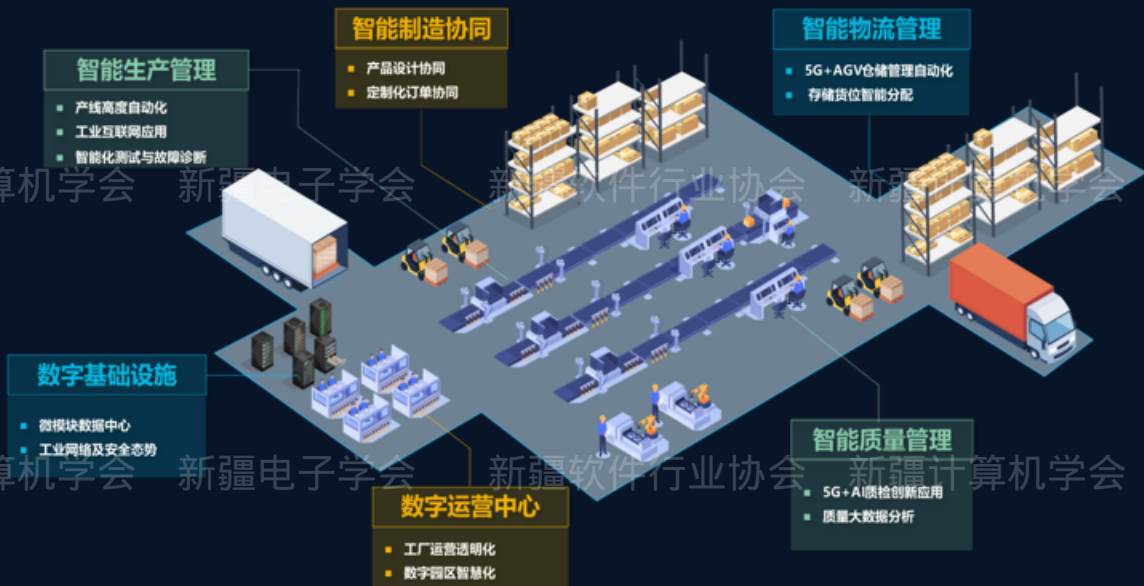 智能制造协同
产品设计协同
定制化订单协同
智能物流管理
5G+AGV仓储管理自动化
存储货位智能分配
智能生产管理
产线高度自动化
工业互联网应用
智能化测试与故障诊断
算机学会 新疆电子学会 新疆软件行业协会 新疆计算机学会
数字基础设施
微模块数据中心
工业网络及安全态势
智能质量管理
5G+AI质检创新应用
质量大数据分析
算机学会 新疆电子学会 新疆软件行业协会 新疆计算机学会
数字运营中心
工厂运营透明化
数字园区智慧化